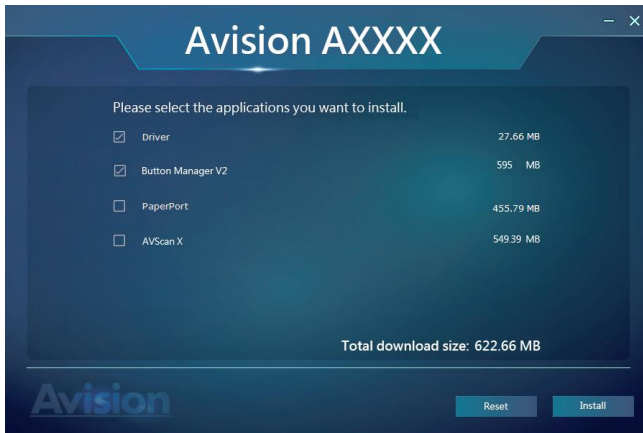 Avision AXXXX
Please select the applications you want to install.
Driver 27.66 MB
Button Manager V2 595 MB
PaperPort 455.79 MB
AVScan X 549.39 MB
Total download size: 622.66 MB
Avision
Reset Install